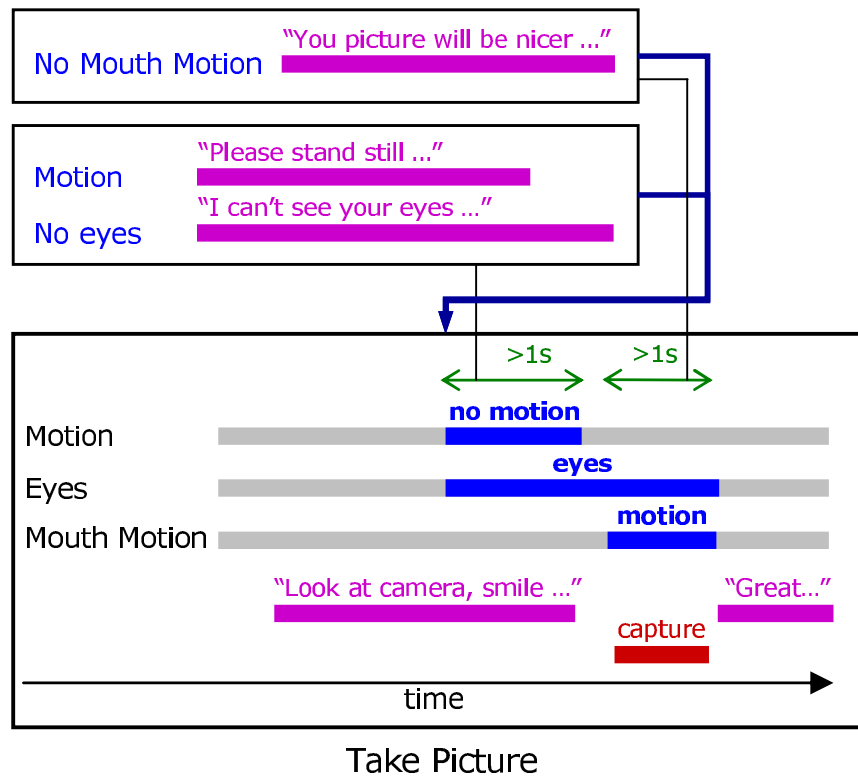 “You picture will be nicer ...”
No Mouth Motion
“Please stand still ...”
Motion
“I can’t see your eyes ...”
No eyes
>1s >1s
no motion
Motion
eyes
Eyes
motion
Mouth Motion
“Look at camera, smile ...” “Great...”
capture
time
Take Picture